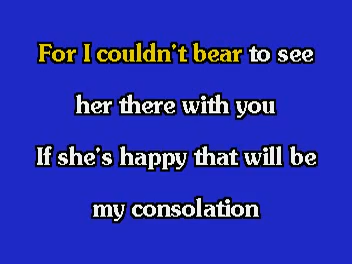 For I couldn't bear to see
her there with you
If she's happy that will be
my consolation